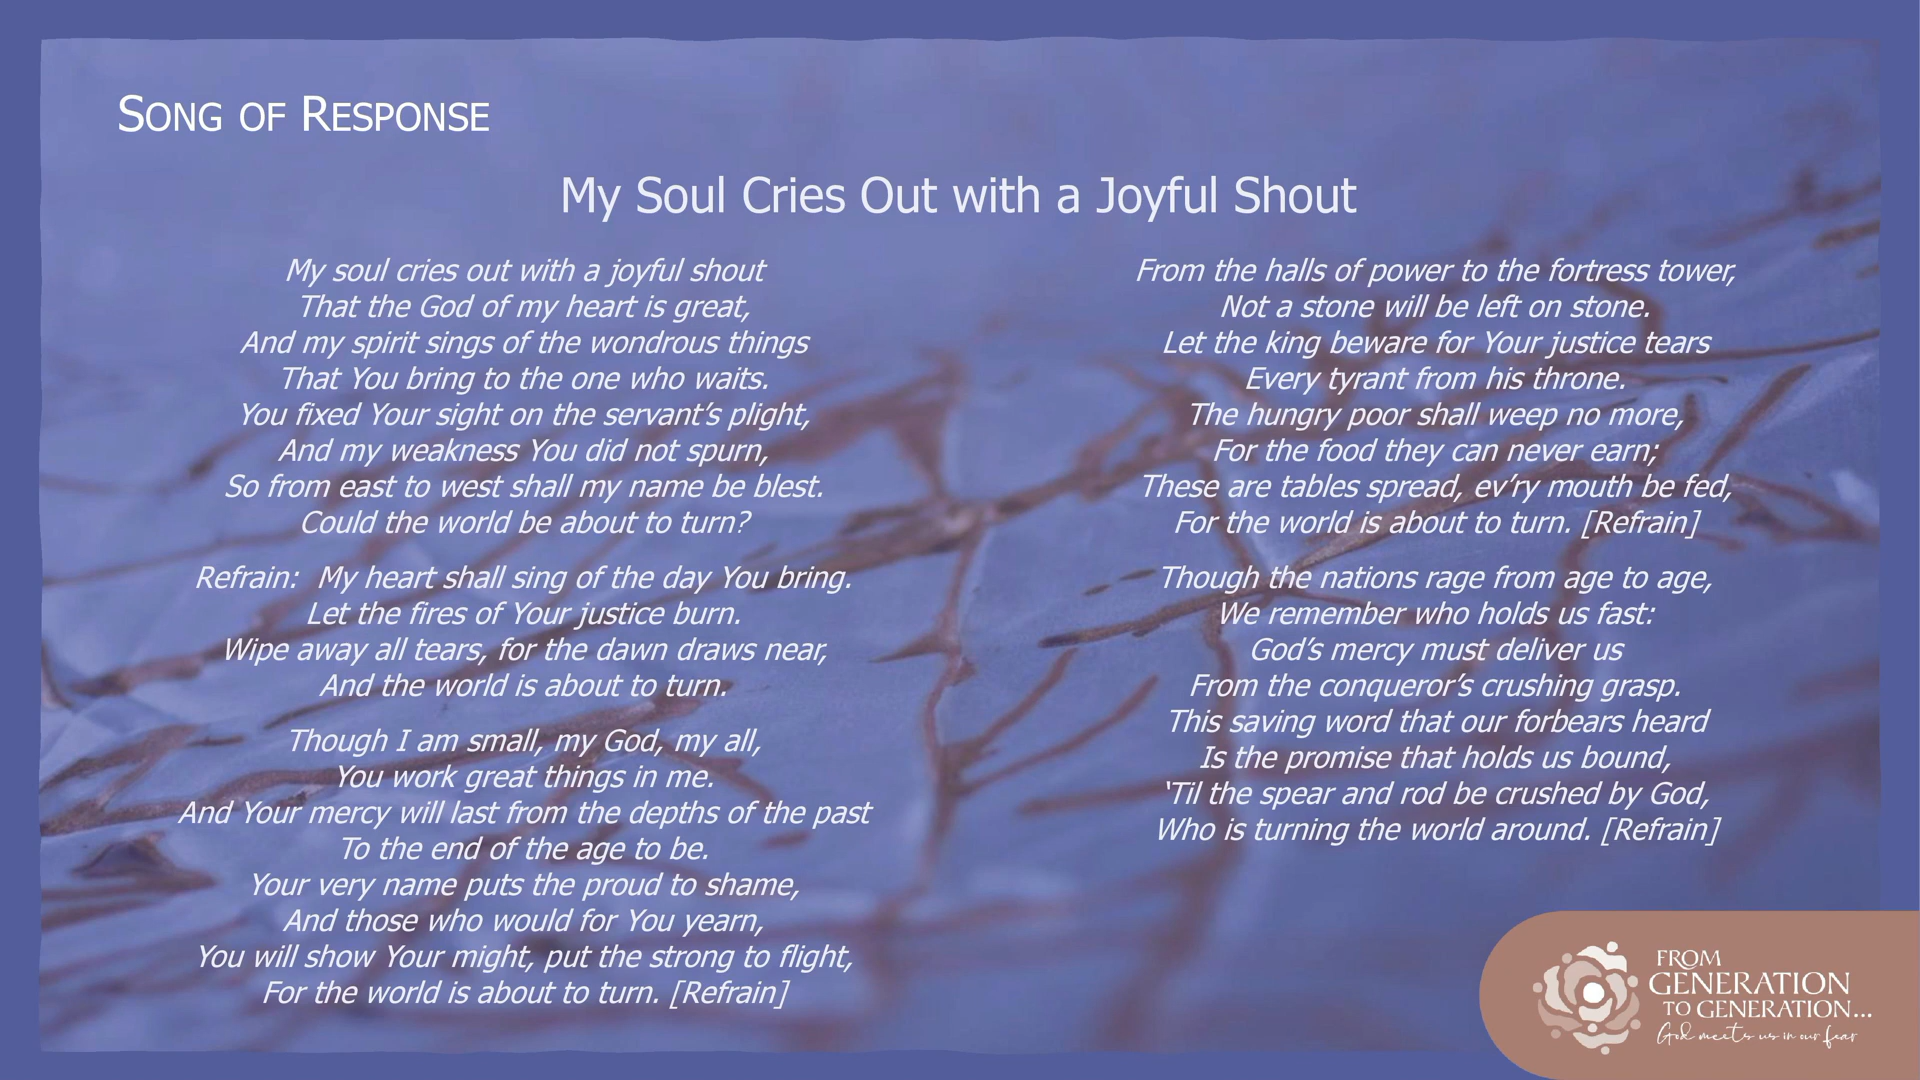 SONG OF RESPONSE
My Soul Cries Out with a Joyful Shout
My soul cries out with a joyful shout
That the God of my heart is great,
And my spirit sings of the wondrous things
That You bring to the one who waits.
You fixed Your sight on the servant’s plight,
And my weakness You did not spurn,
So from east to west shall my name be blest.
Could the world be about to turn?
Refrain:  My heart shall sing of the day You bring.
Let the fires of Your justice burn.
Wipe away all tears, for the dawn draws near,
And the world is about to turn.
Though I am small, my God, my all,
You work great things in me.
And Your mercy will last from the depths of the past
To the end of the age to be.
Your very name puts the proud to shame,
And those who would for You yearn,
You will show Your might, put the strong to flight,
For the world is about to turn. [Refrain]
From the halls of power to the fortress tower,
Not a stone will be left on stone.
Let the king beware for Your justice tears
Every tyrant from his throne.
The hungry poor shall weep no more,
For the food they can never earn;
These are tables spread, ev’ry mouth be fed,
For the world is about to turn. [Refrain]
Though the nations rage from age to age,
We remember who holds us fast:
God’s mercy must deliver us
From the conqueror’s crushing grasp.
This saving word that our forbears heard
Is the promise that holds us bound,
‘Til the spear and rod be crushed by God,
Who is turning the world around. [Refrain]
FROM
GENERATION
TO GENERATION...
God meets us in our fear